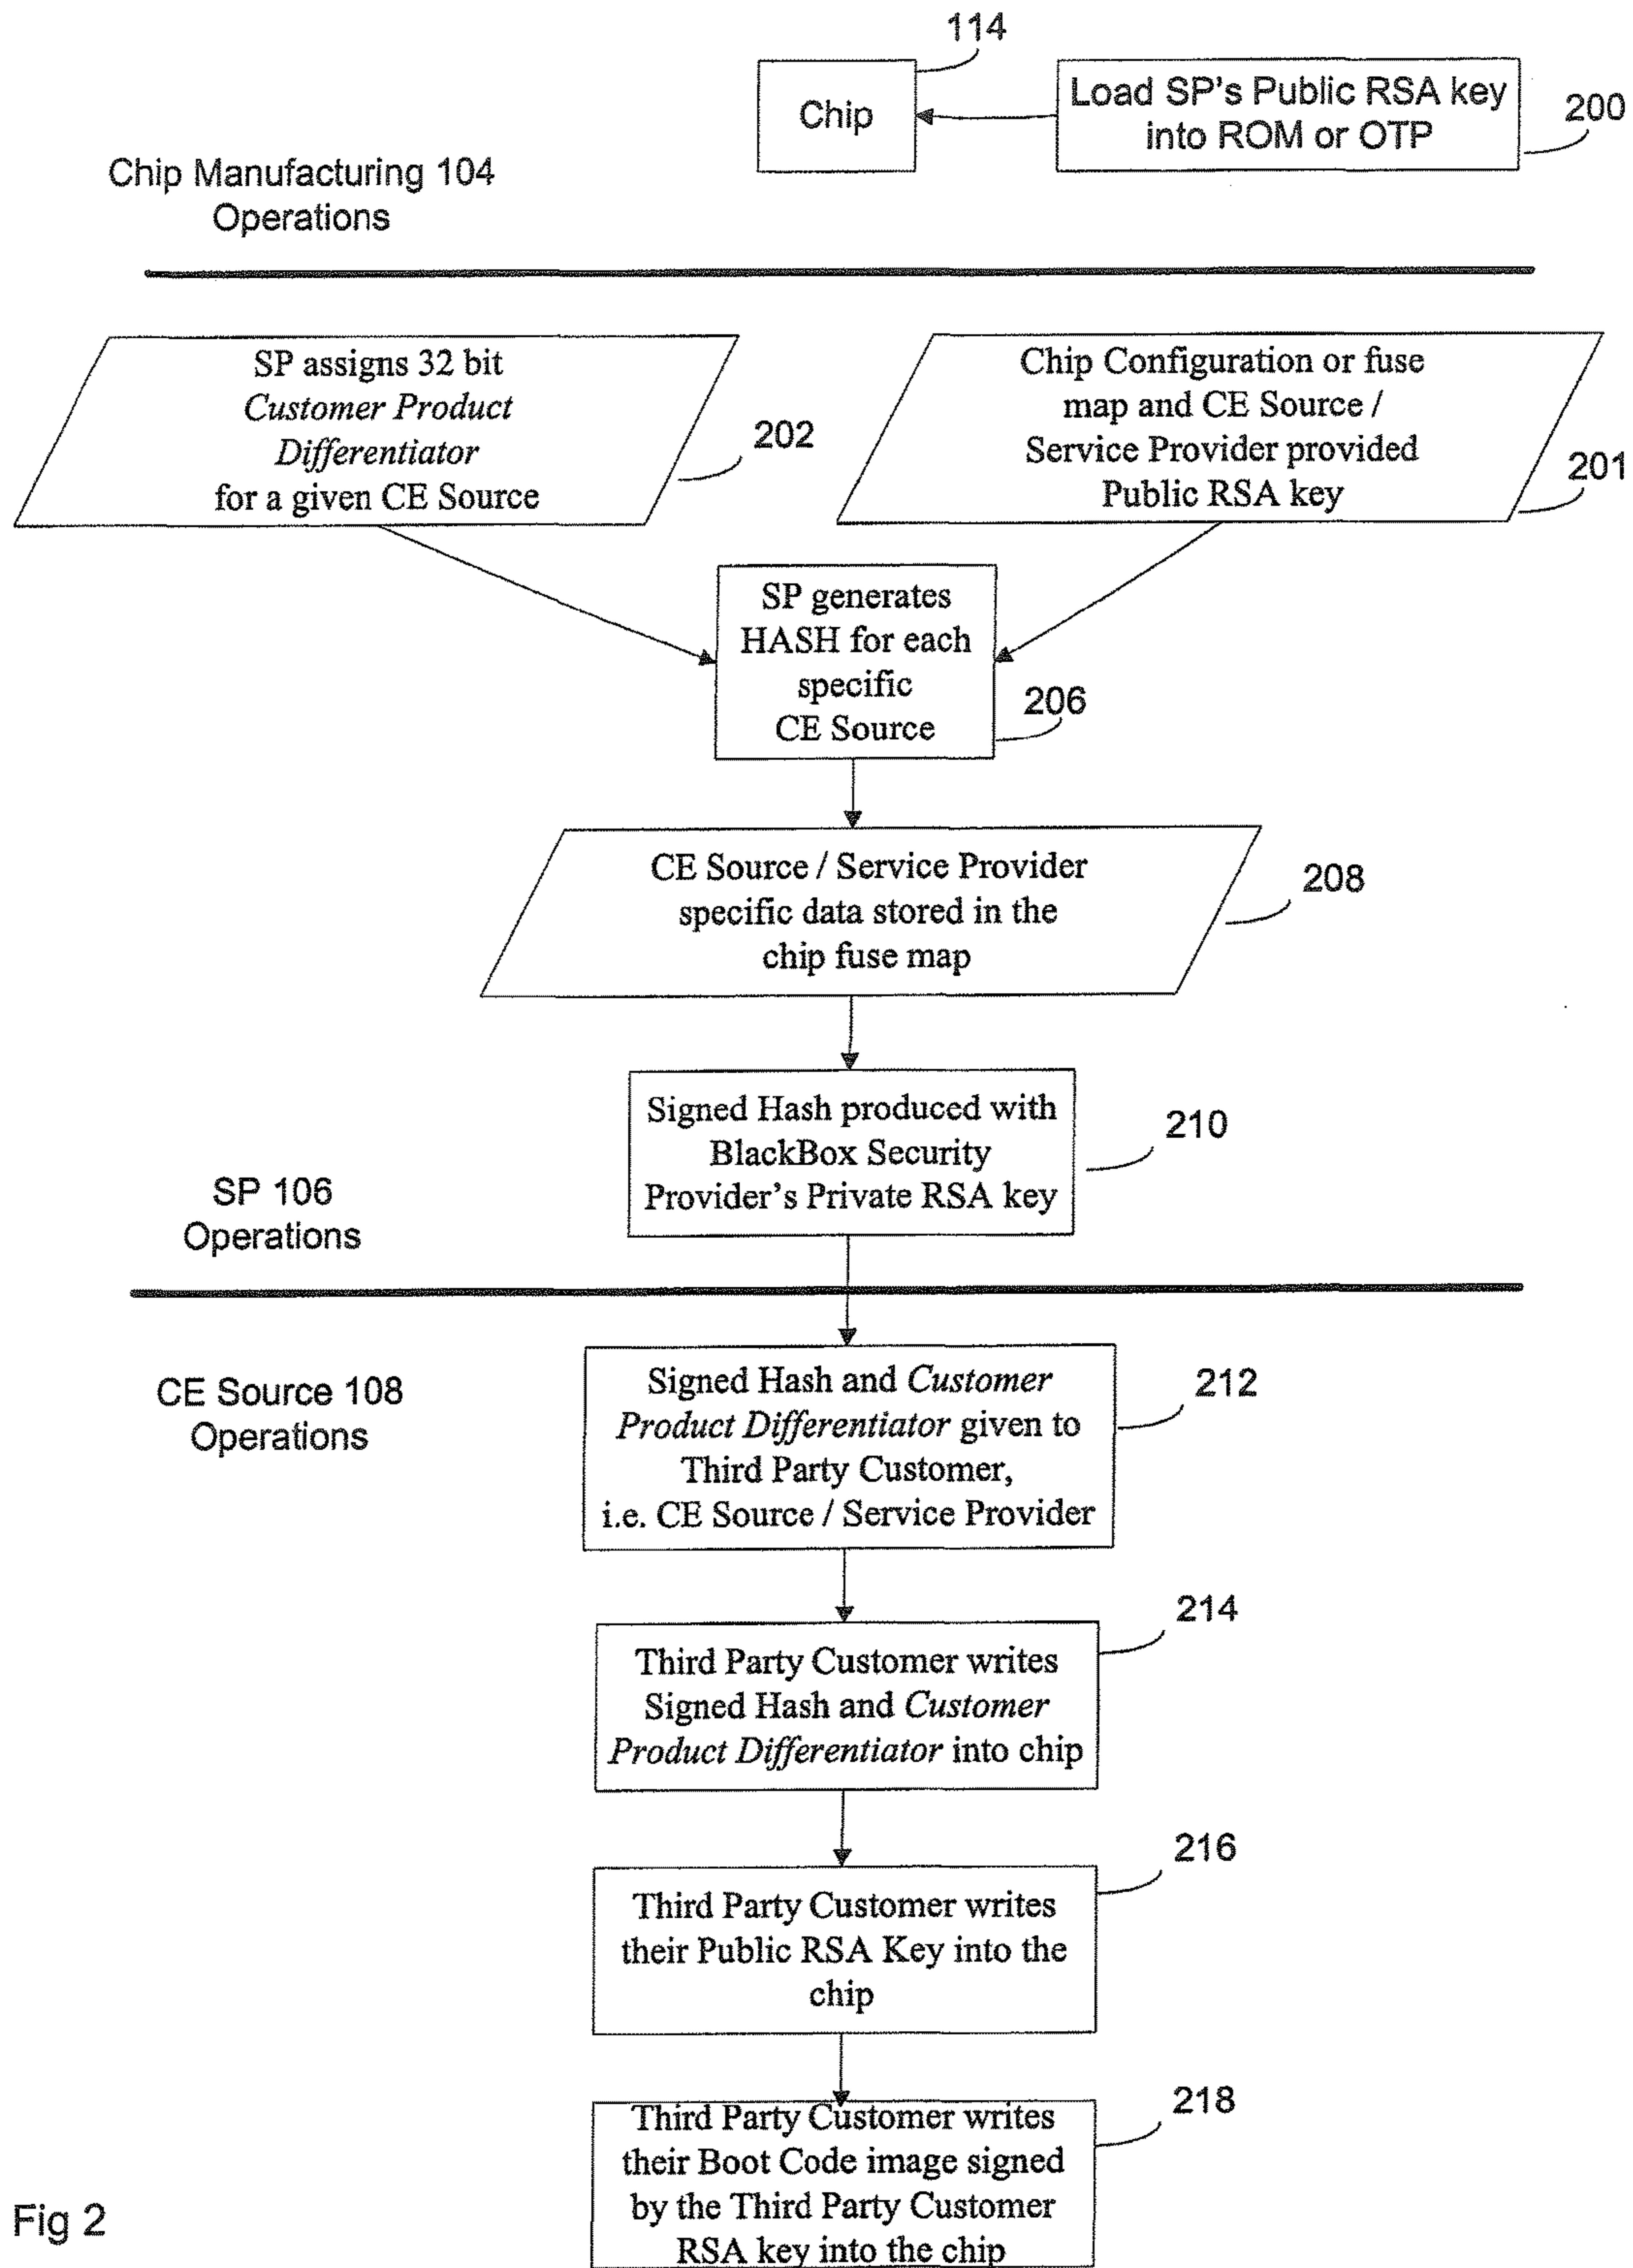 114
Chip
Load SP's Public RSA key
into ROM or OTP
200
Chip Manufacturing 104
Operations
SP assigns 32 bit
Customer Product
Differentiator
for a given CE Source
202
Chip Configuration or fuse
map and CE Source /
Service Provider provided
Public RSA key
201
SP generates
HASH for each
specific
CE Source
206
CE Source / Service Provider
specific data stored in the
chip fuse map
208
Signed Hash produced with
BlackBox Security
Provider's Private RSA key
210
SP 106
Operations
CE Source 108
Operations
Signed Hash and Customer
Product Differentiator given to
Third Party Customer,
i.e. CE Source / Service Provider
212
Third Party Customer writes
Signed Hash and Customer
Product Differentiator into chip
214
Third Party Customer writes
their Public RSA Key into the
chip
216
Third Party Customer writes
their Boot Code image signed
by the Third Party Customer
RSA key into the chip
218
Fig 2